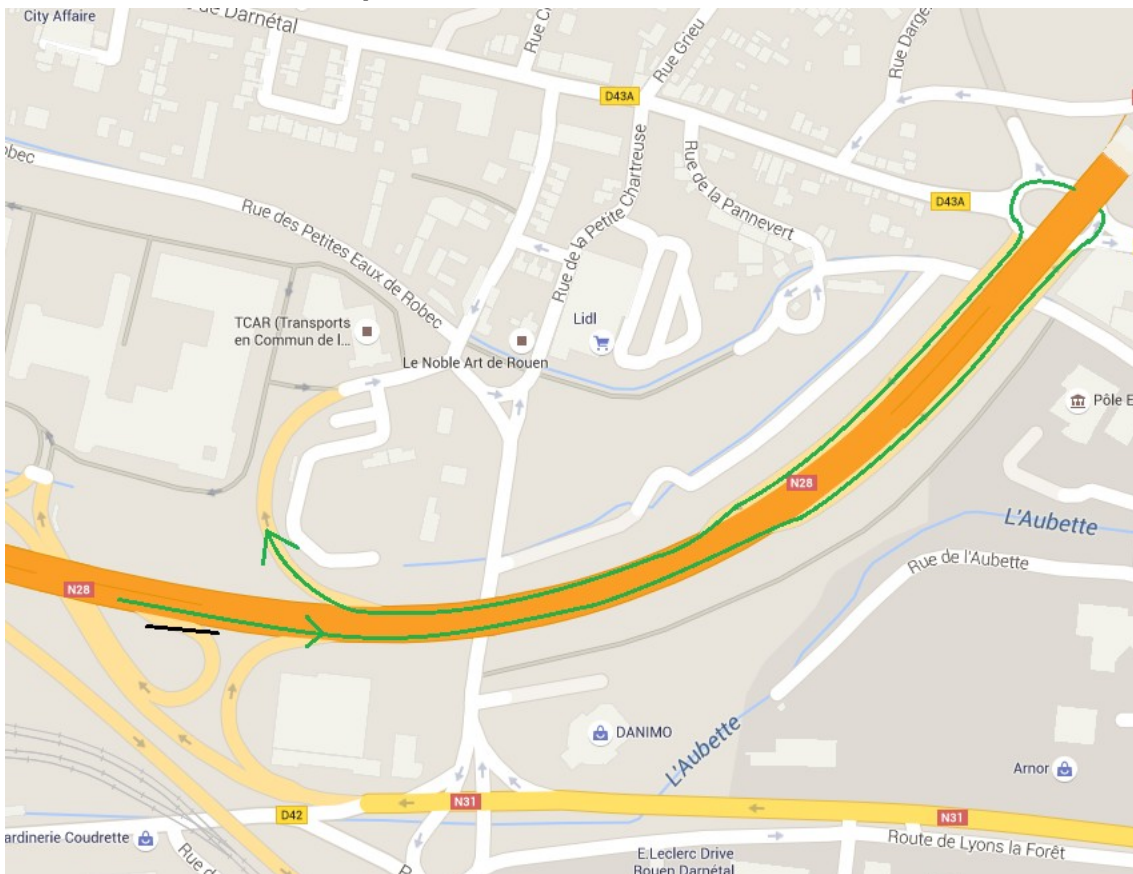 City Affaire
de Darnétal
Rue C
Rue Grieu
Rue Darge
D43A
obec
Rue des Petites Eaux de Robec
Rue de la Petite Chartreuse
Rue de la Pannevert
D43A
TCAR (Transports
en Commun de l...
Lidl
Le Noble Art de Rouen
Pôle E
N28
L'Aubette
Rue de l'Aubette
N28
DANIMO
L'Aubette
Arnor
N31
N31
D42
ardinerie Coudrette
Rue d
R
E.Leclerc Drive
Rouen Darnétal
Route de Lyons la Forêt